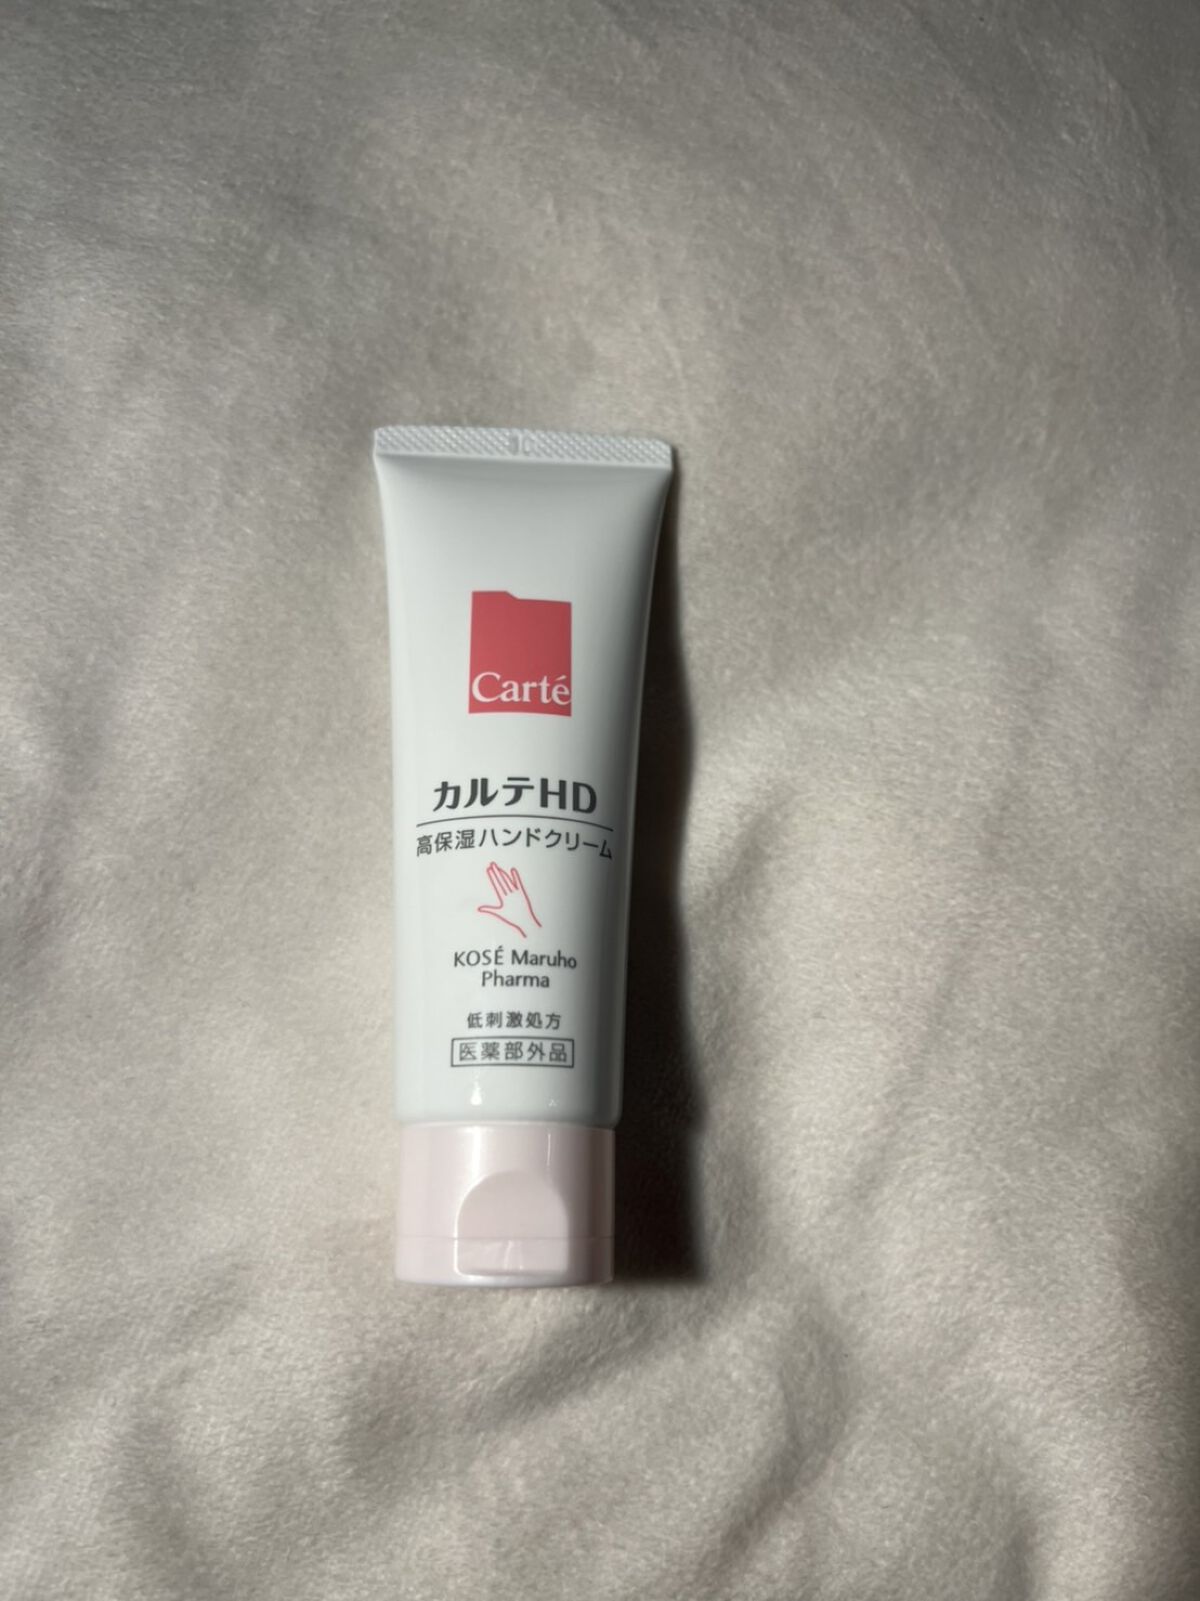 Carté
カルテHD
高保湿ハンドクリーム
KOSÉ Maruho
Pharma
低刺激処方
医薬部外品